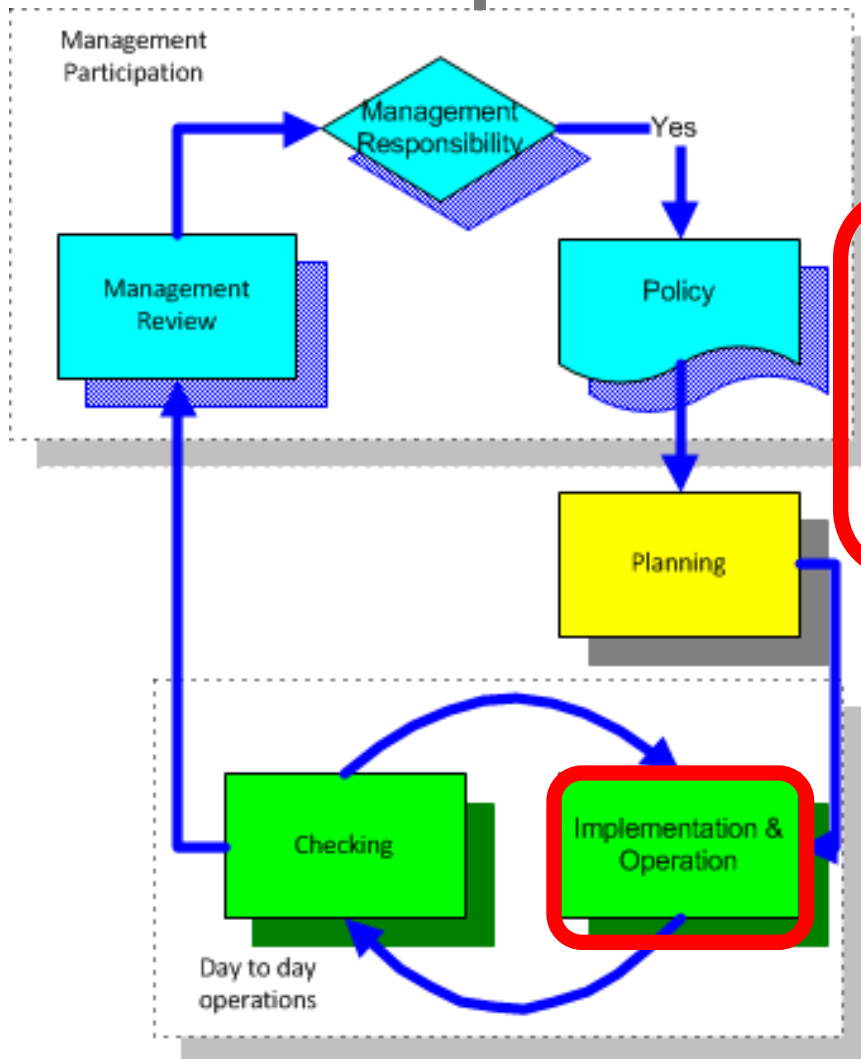 Management
Participation
Management
Responsibility
Yes
Management
Review
Policy
Planning
Checking
Implementation &
Operation
Day to day
operations